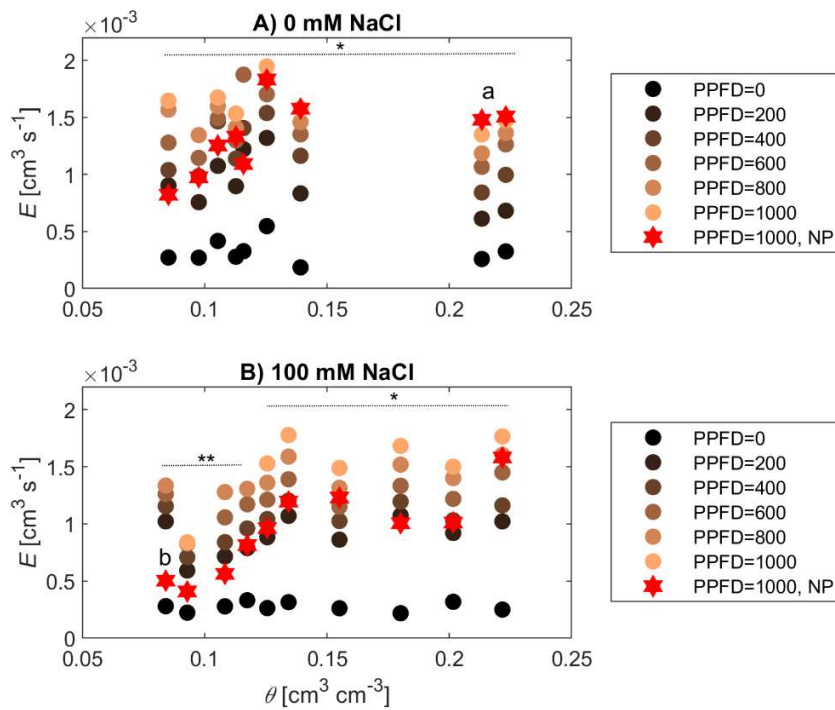 A) 0 mM NaCl
×10⁻³
*
a
2
1.5
1
0.5
0
E [cm³ s⁻¹]
0.05 0.1 0.15 0.2 0.25
PPFD=0
PPFD=200
PPFD=400
PPFD=600
PPFD=800
PPFD=1000
PPFD=1000, NP
B) 100 mM NaCl
×10⁻³
*
**
b
2
1.5
1
0.5
0
E [cm³ s⁻¹]
0.05 0.1 0.15 0.2 0.25
θ [cm³ cm⁻³]
PPFD=0
PPFD=200
PPFD=400
PPFD=600
PPFD=800
PPFD=1000
PPFD=1000, NP